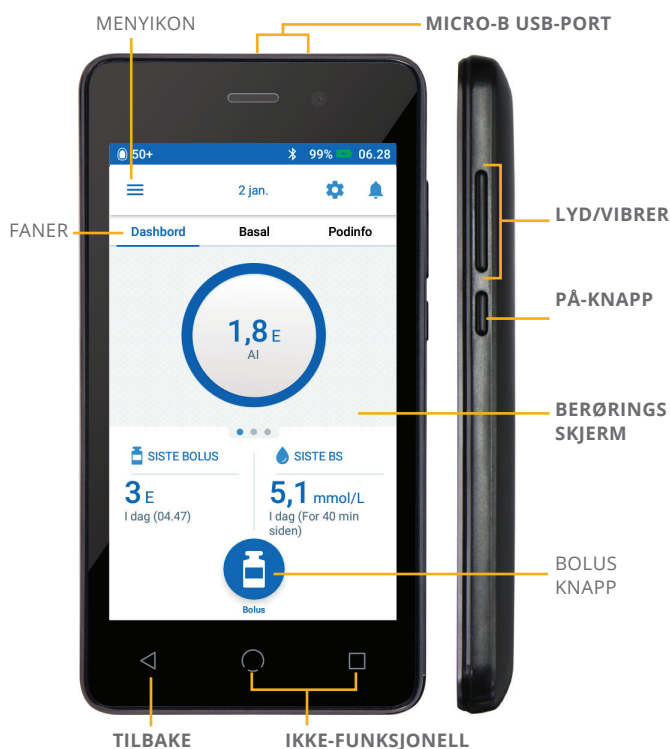 MENYIKON
MICRO-B USB-PORT
50+ 99% 06.28
2 jan.
FANER
Dashbord Basal Podinfo
LYD/VIBRER
PÅ-KNAPP
1,8 E
AI
BERØRINGS
SKJERM
SISTE BOLUS
3 E
I dag (04.47)
SISTE BS
5,1 mmol/L
I dag (For 40 min
siden)
BOLUS
KNAPP
Bolus
TILBAKE
IKKE-FUNKSJONELL